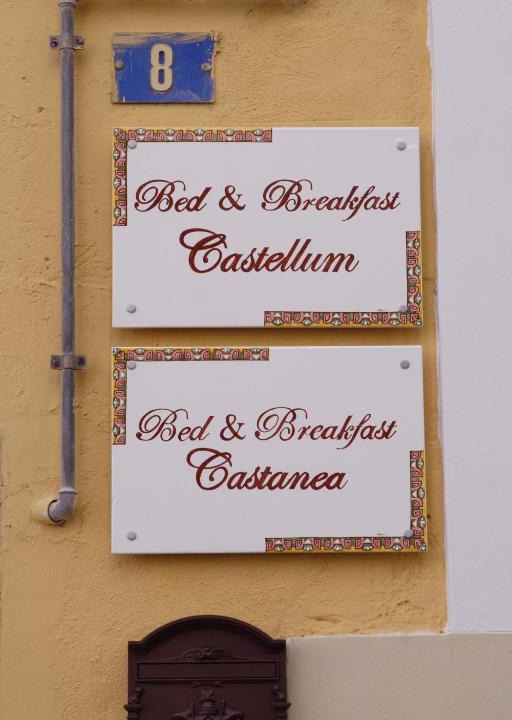 8
Bed & Breakfast
Castellum
Bed & Breakfast
Castanea